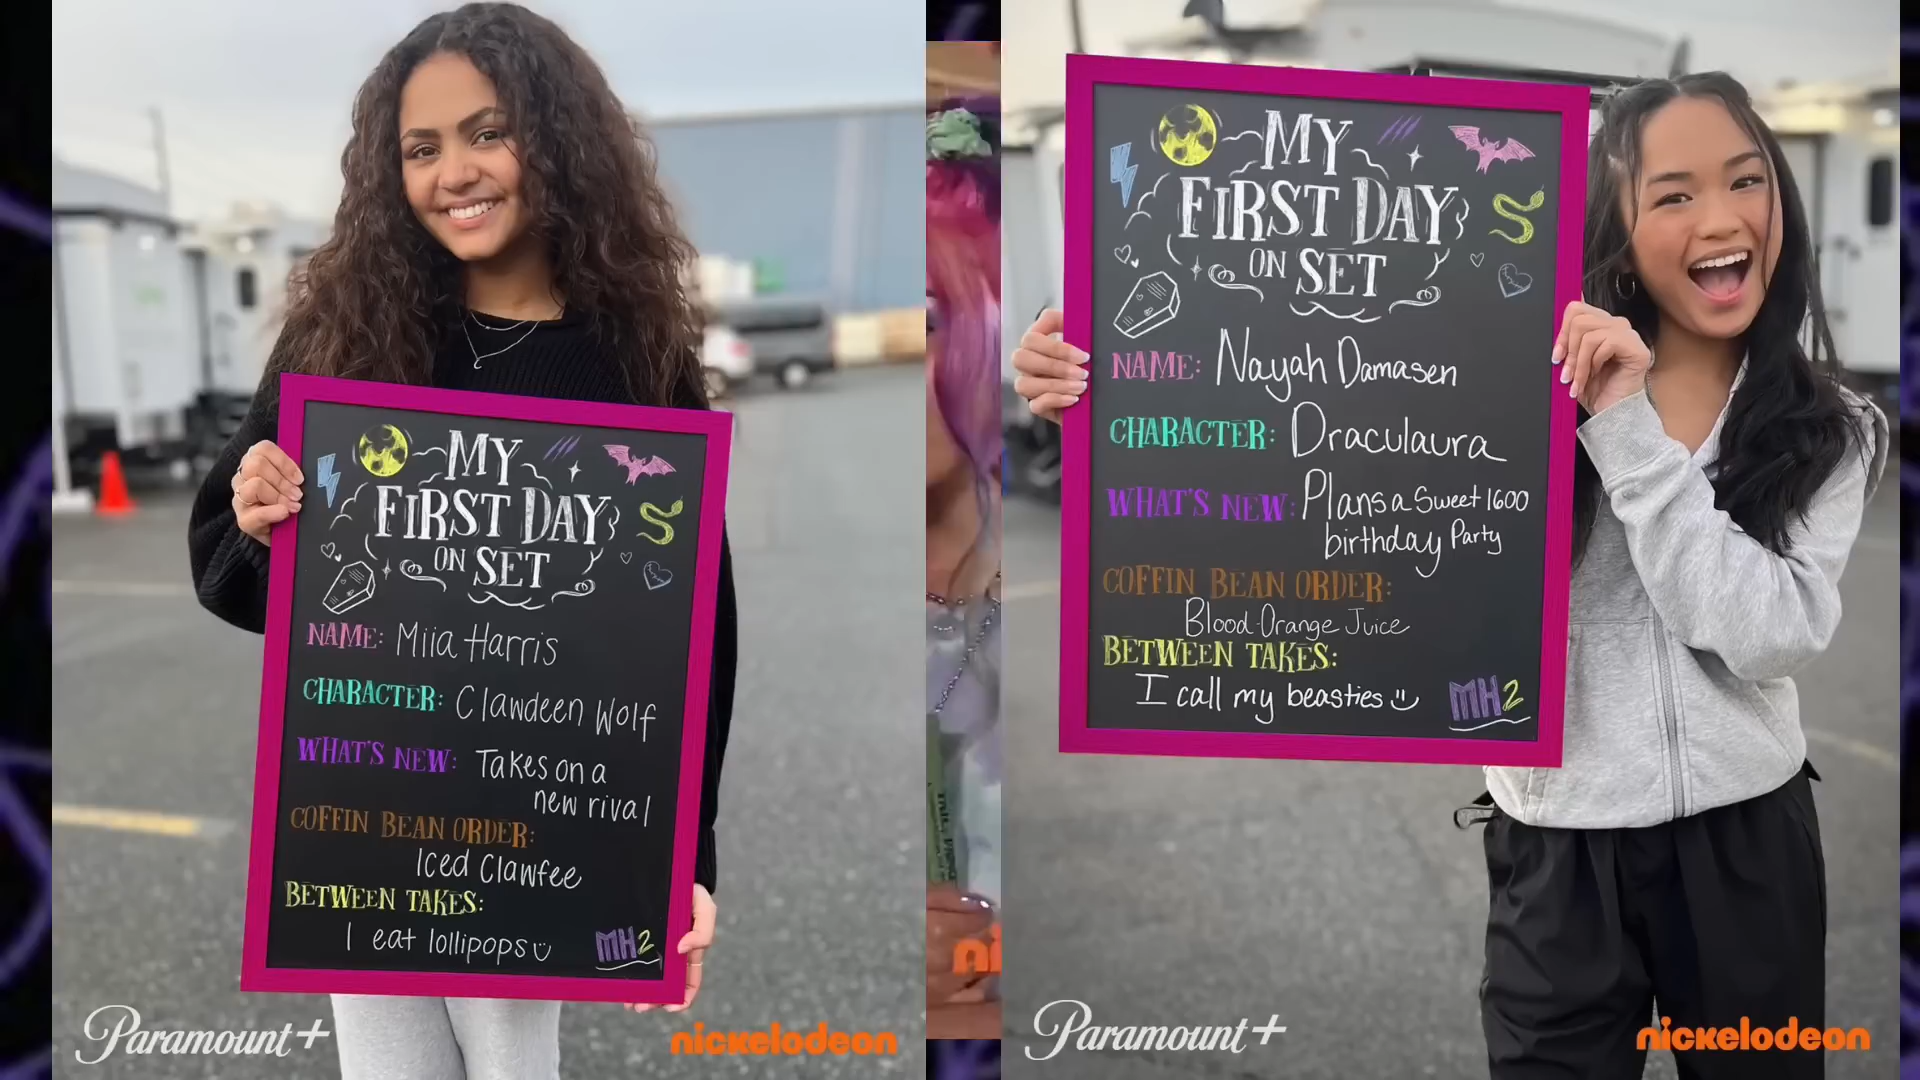 MY
FIRST DAY
ON SET
NAME: Miia Harris
CHARACTER: Clawdeen Wolf
WHAT'S NEW: Takes on a
new rival
COFFIN BEAN ORDER:
Iced Clawfee
BETWEEN TAKES:
I eat lollipops
MH2
Paramount+
nickelodeon
ni
MY
FIRST DAY
ON SET
NAME: Nayah Damasen
CHARACTER: Draculaura
WHAT'S NEW: Plans a Sweet 1600
birthday Party
COFFIN BEAN ORDER:
Blood Orange Juice
BETWEEN TAKES:
I call my beasties
MH2
Paramount+
nickelodeon